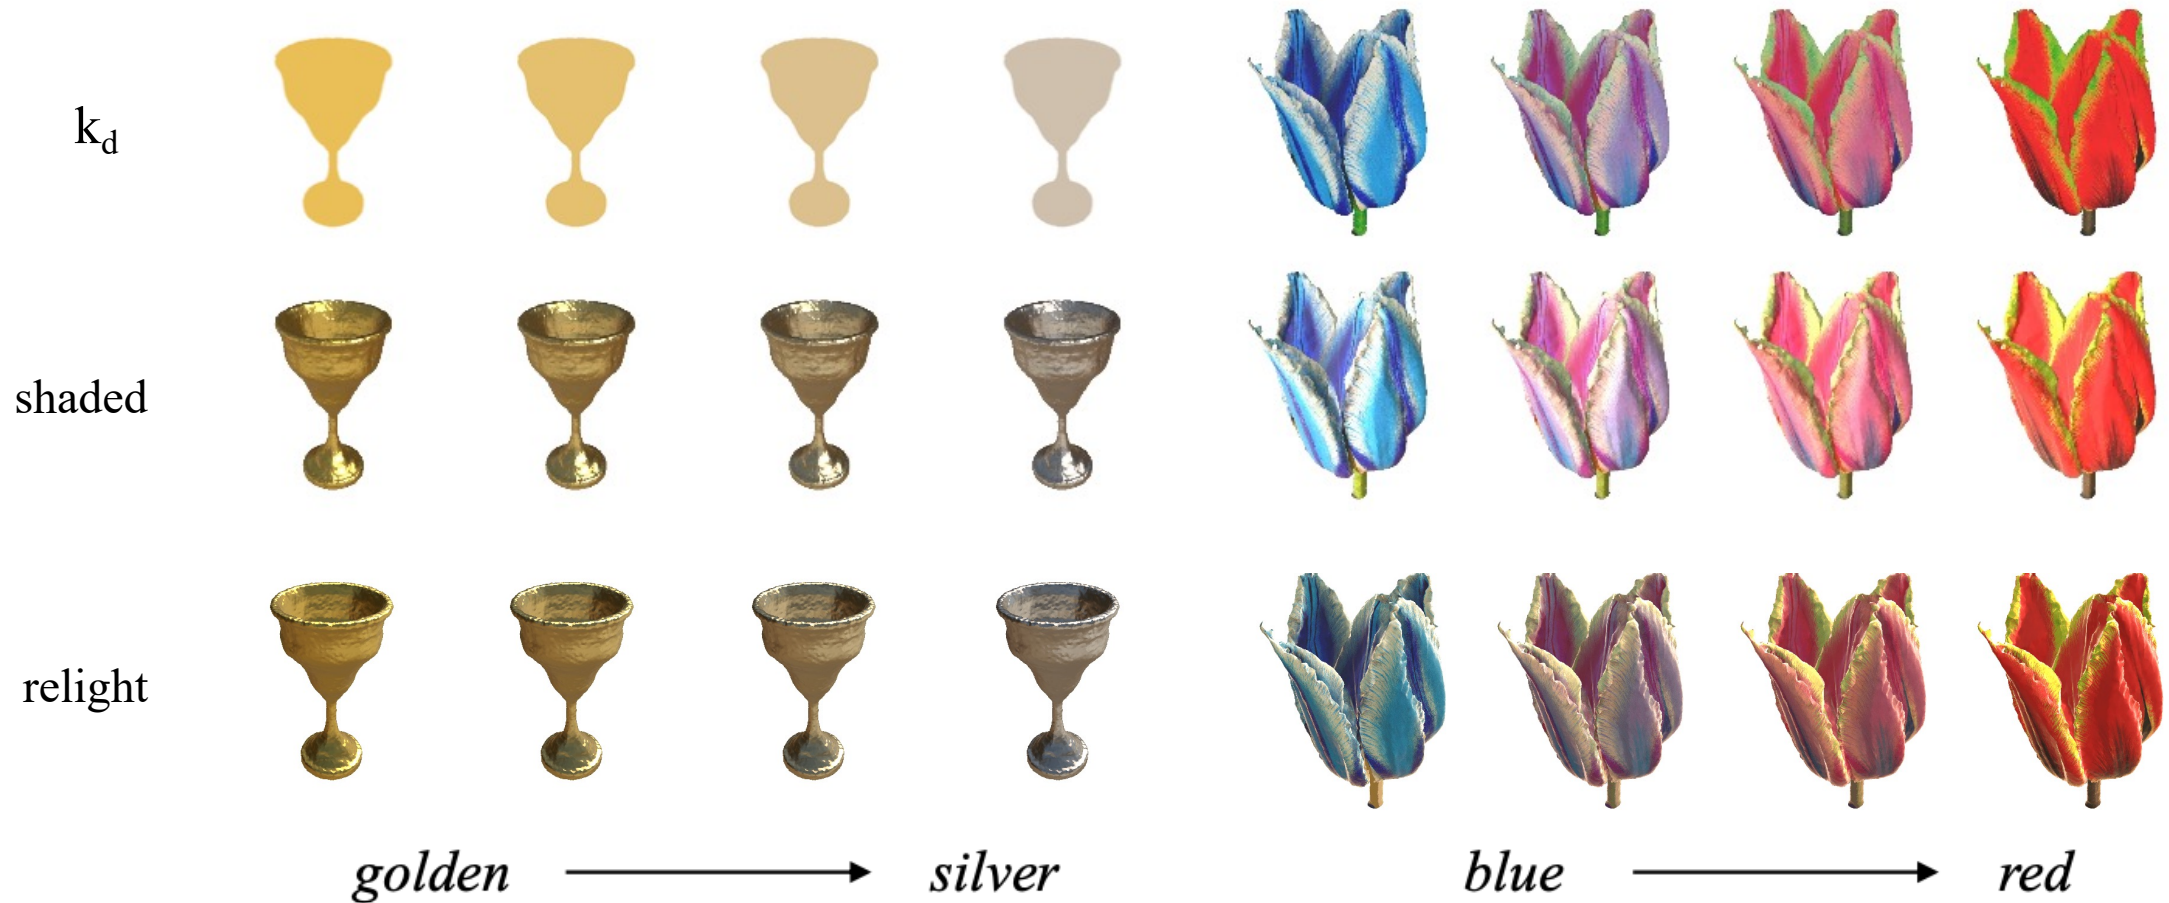 k_d
shaded
relight
golden → silver
blue → red